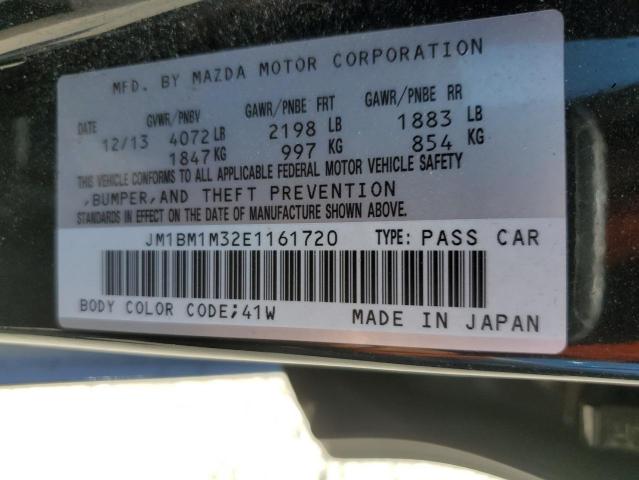 MFD. BY MAZDA MOTOR CORPORATION
DATE GVWR/PNBV GAWR/PNBE FRT GAWR/PNBE RR
12/13 4072 LB 2198 LB 1883 LB
1847 KG 997 KG 854 KG
THIS VEHICLE CONFORMS TO ALL APPLICABLE FEDERAL MOTOR VEHICLE SAFETY
,BUMPER,AND THEFT PREVENTION
STANDARDS IN EFFECT ON THE DATE OF MANUFACTURE SHOWN ABOVE.
JM1BM1M32E1161720 TYPE: PASS CAR
BODY COLOR CODE;41W MADE IN JAPAN